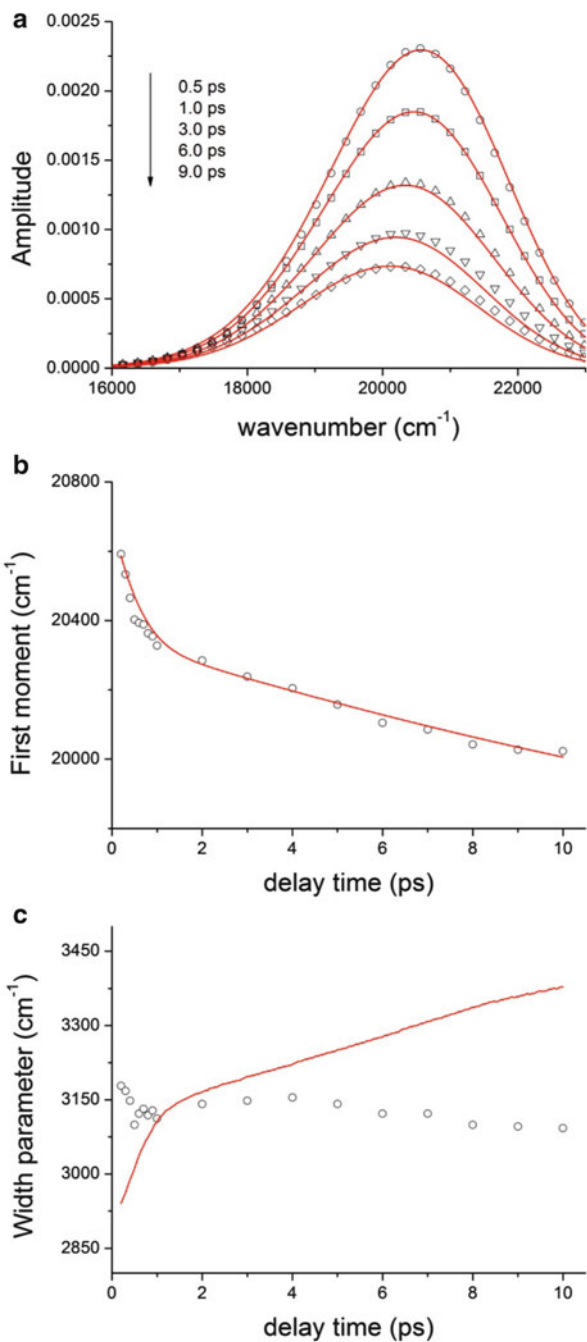 a
0.0025
0.0020
0.0015
0.0010
0.0005
0.0000
Amplitude
0.5 ps
1.0 ps
3.0 ps
6.0 ps
9.0 ps
16000 18000 20000 22000
wavenumber (cm⁻¹)
b
20800
20400
20000
First moment (cm⁻¹)
0 2 4 6 8 10
delay time (ps)
c
3450
3300
3150
3000
2850
Width parameter (cm⁻¹)
0 2 4 6 8 10
delay time (ps)